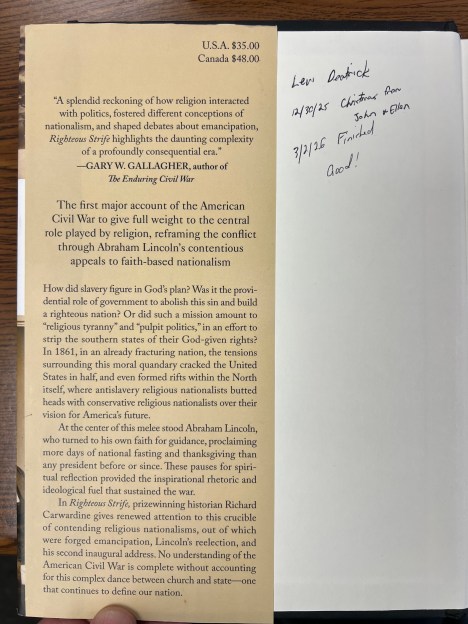 U.S.A. $35.00
Canada $48.00
“A splendid reckoning of how religion interacted
with politics, fostered different conceptions of
nationalism, and shaped debates about emancipation,
Righteous Strife highlights the daunting complexity
of a profoundly consequential era.”
—GARY W. GALLAGHER, author of
The Enduring Civil War
The first major account of the American
Civil War to give full weight to the central
role played by religion, reframing the conflict
through Abraham Lincoln’s contentious
appeals to faith-based nationalism
How did slavery figure in God’s plan? Was it the provi-
dential role of government to abolish this sin and build
a righteous nation? Or did such a mission amount to
“religious tyranny” and “pulpit politics,” in an effort to
strip the southern states of their God-given rights?
In 1861, in an already fracturing nation, the tensions
surrounding this moral quandary cracked the United
States in half, and even formed rifts within the North
itself, where antislavery religious nationalists butted
heads with conservative religious nationalists over their
vision for America’s future.
At the center of this melee stood Abraham Lincoln,
who turned to his own faith for guidance, proclaiming
more days of national fasting and thanksgiving than
any president before or since. These pauses for spiri-
tual reflection provided the inspirational rhetoric and
ideological fuel that sustained the war.
In Righteous Strife, prizewinning historian Richard
Carwardine gives renewed attention to this crucible
of contending religious nationalisms, out of which
were forged emancipation, Lincoln’s reelection, and
his second inaugural address. No understanding of the
American Civil War is complete without accounting
for this complex dance between church and state—one
that continues to define our nation.
Levi
12/30/25 Christmas from
John & Ellen
3/2/26 Finished
Good!